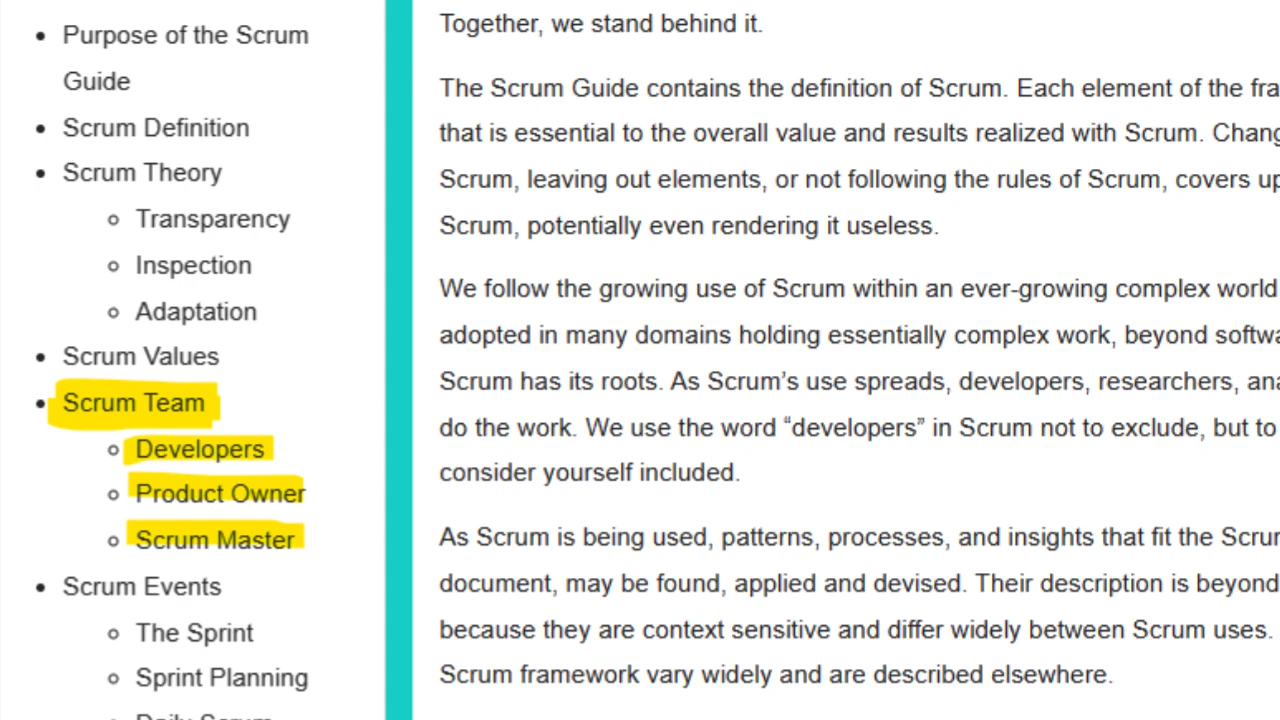 Purpose of the Scrum
Guide
Scrum Definition
Scrum Theory
Transparency
Inspection
Adaptation
Scrum Values
Scrum Team
Developers
Product Owner
Scrum Master
Scrum Events
The Sprint
Sprint Planning
Daily Scrum
Together, we stand behind it.
The Scrum Guide contains the definition of Scrum. Each element of the fra
that is essential to the overall value and results realized with Scrum. Chang
Scrum, leaving out elements, or not following the rules of Scrum, covers up
Scrum, potentially even rendering it useless.
We follow the growing use of Scrum within an ever-growing complex world
adopted in many domains holding essentially complex work, beyond softwa
Scrum has its roots. As Scrum’s use spreads, developers, researchers, ana
do the work. We use the word “developers” in Scrum not to exclude, but to
consider yourself included.
As Scrum is being used, patterns, processes, and insights that fit the Scrum
document, may be found, applied and devised. Their description is beyond
because they are context sensitive and differ widely between Scrum uses.
Scrum framework vary widely and are described elsewhere.